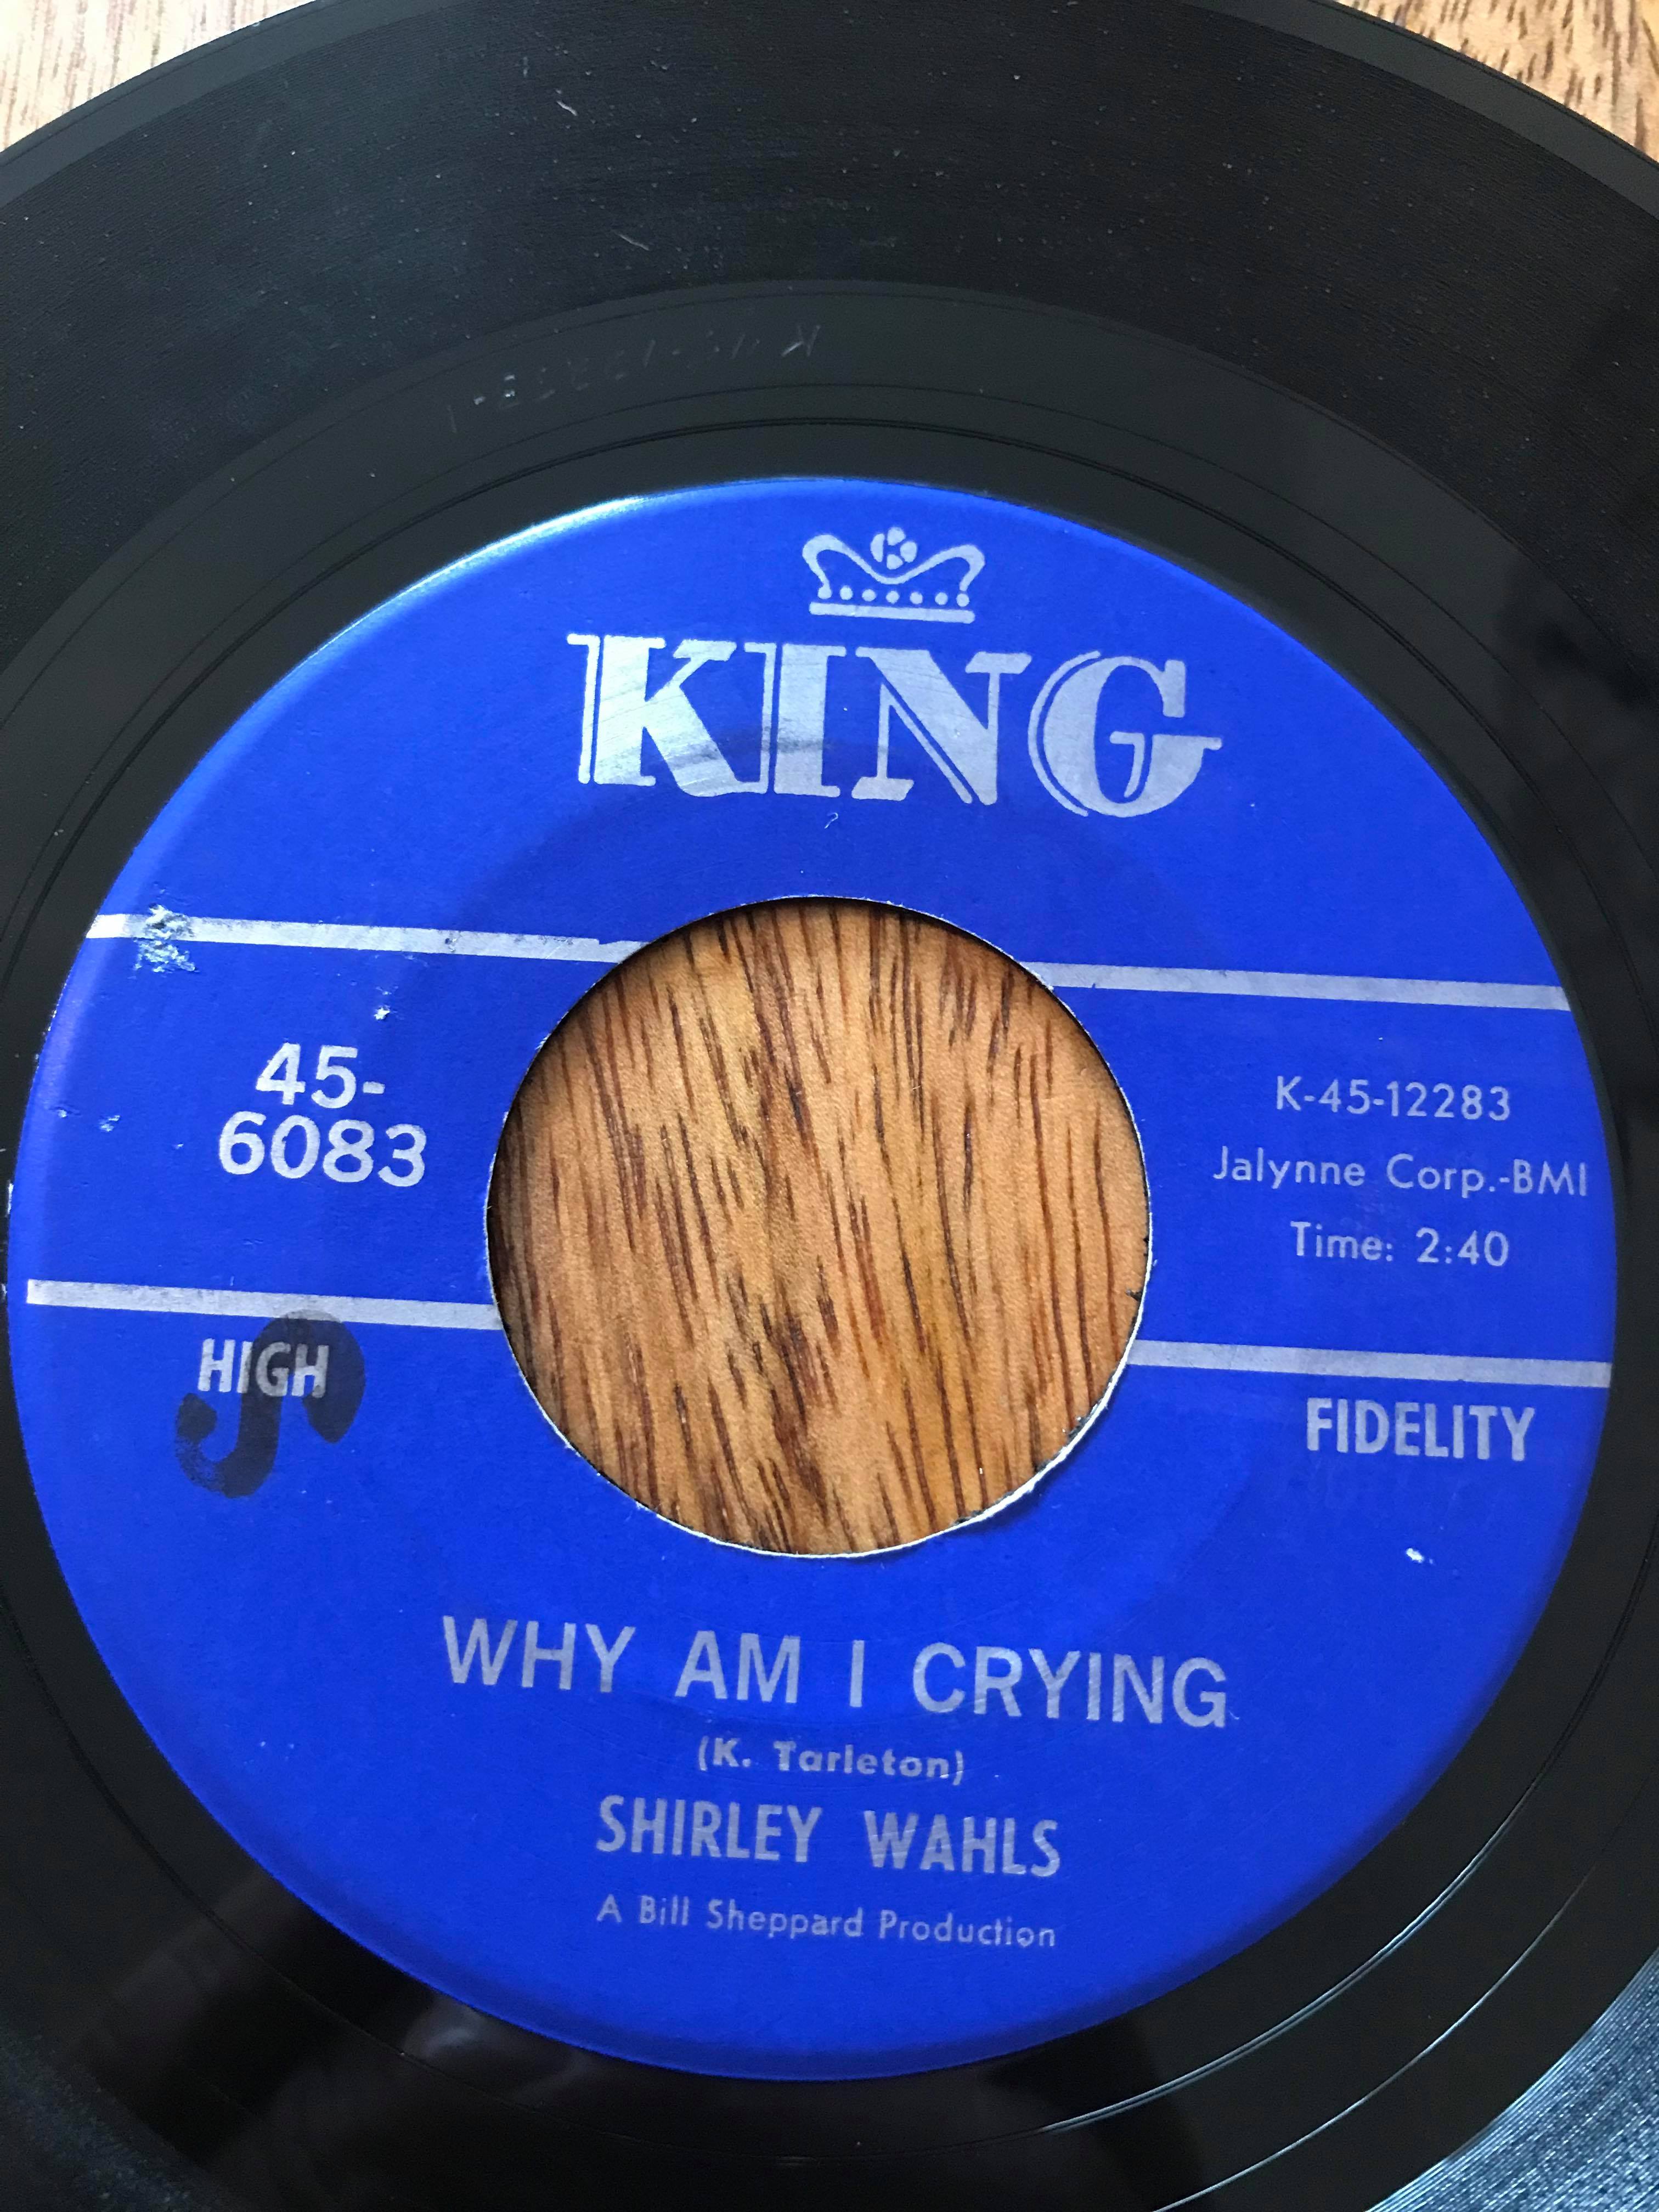 KING
45-
6083
K-45-12283
Jalynne Corp.-BMI
Time: 2:40
HIGH
FIDELITY
WHY AM I CRYING
(K. Tarleton)
SHIRLEY WAHLS
A Bill Sheppard Production